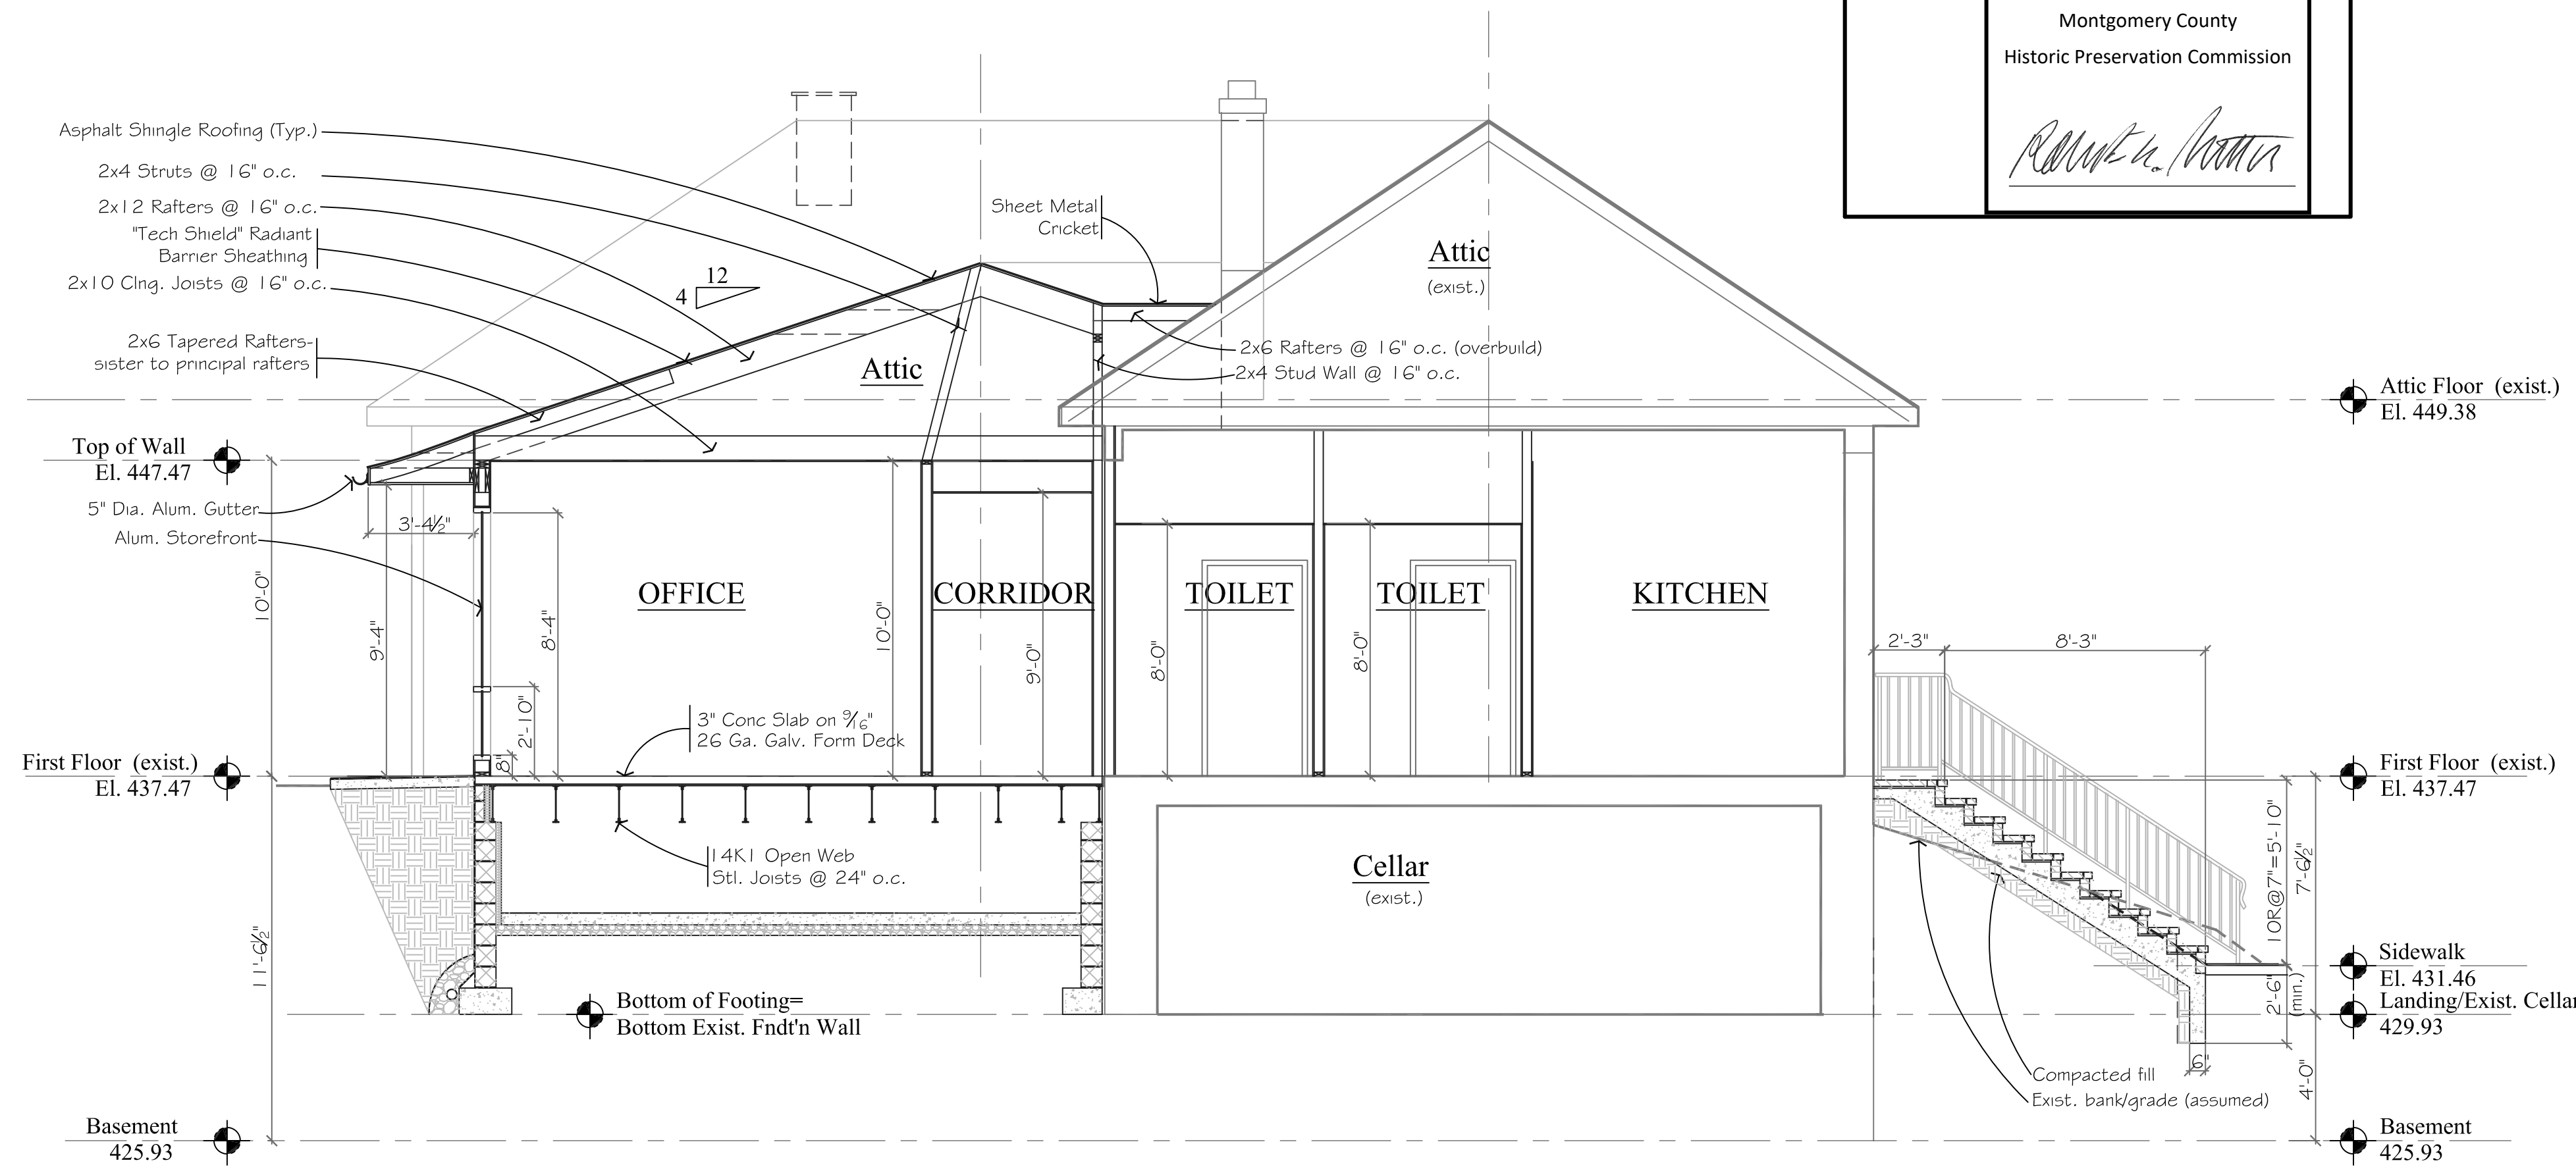 Montgomery County
Historic Preservation Commission
Asphalt Shingle Roofing (Typ.)
2x4 Struts @ 16" o.c.
2x12 Rafters @ 16" o.c.
"Tech Shield" Radiant
Barrier Sheathing
2x10 Clng. Joists @ 16" o.c.
2x6 Tapered Rafters-
sister to principal rafters
12
4
Sheet Metal
Cricket
Attic
(exist.)
2x6 Rafters @ 16" o.c. (overbuild)
2x4 Stud Wall @ 16" o.c.
Attic
Attic Floor (exist.)
El. 449.38
Top of Wall
El. 447.47
5" Dia. Alum. Gutter
Alum. Storefront
3'-4½"
10'-0"
9'-4"
8'-4"
2'-10"
8"
OFFICE
10'-0"
CORRIDOR
9'-0"
TOILET
8'-0"
TOILET
8'-0"
KITCHEN
2'-3"
8'-3"
3" Conc Slab on 9/16"
26 Ga. Galv. Form Deck
First Floor (exist.)
El. 437.47
First Floor (exist.)
El. 437.47
14K1 Open Web
Stl. Joists @ 24" o.c.
Cellar
(exist.)
10R@7"=5'-10"
7'-6½"
11'-6½"
Sidewalk
El. 431.46
Landing/Exist. Cellar
429.93
2'-6"
(min.)
Bottom of Footing=
Bottom Exist. Fndt'n Wall
6"
4'-0"
Compacted fill
Exist. bank/grade (assumed)
Basement
425.93
Basement
425.93